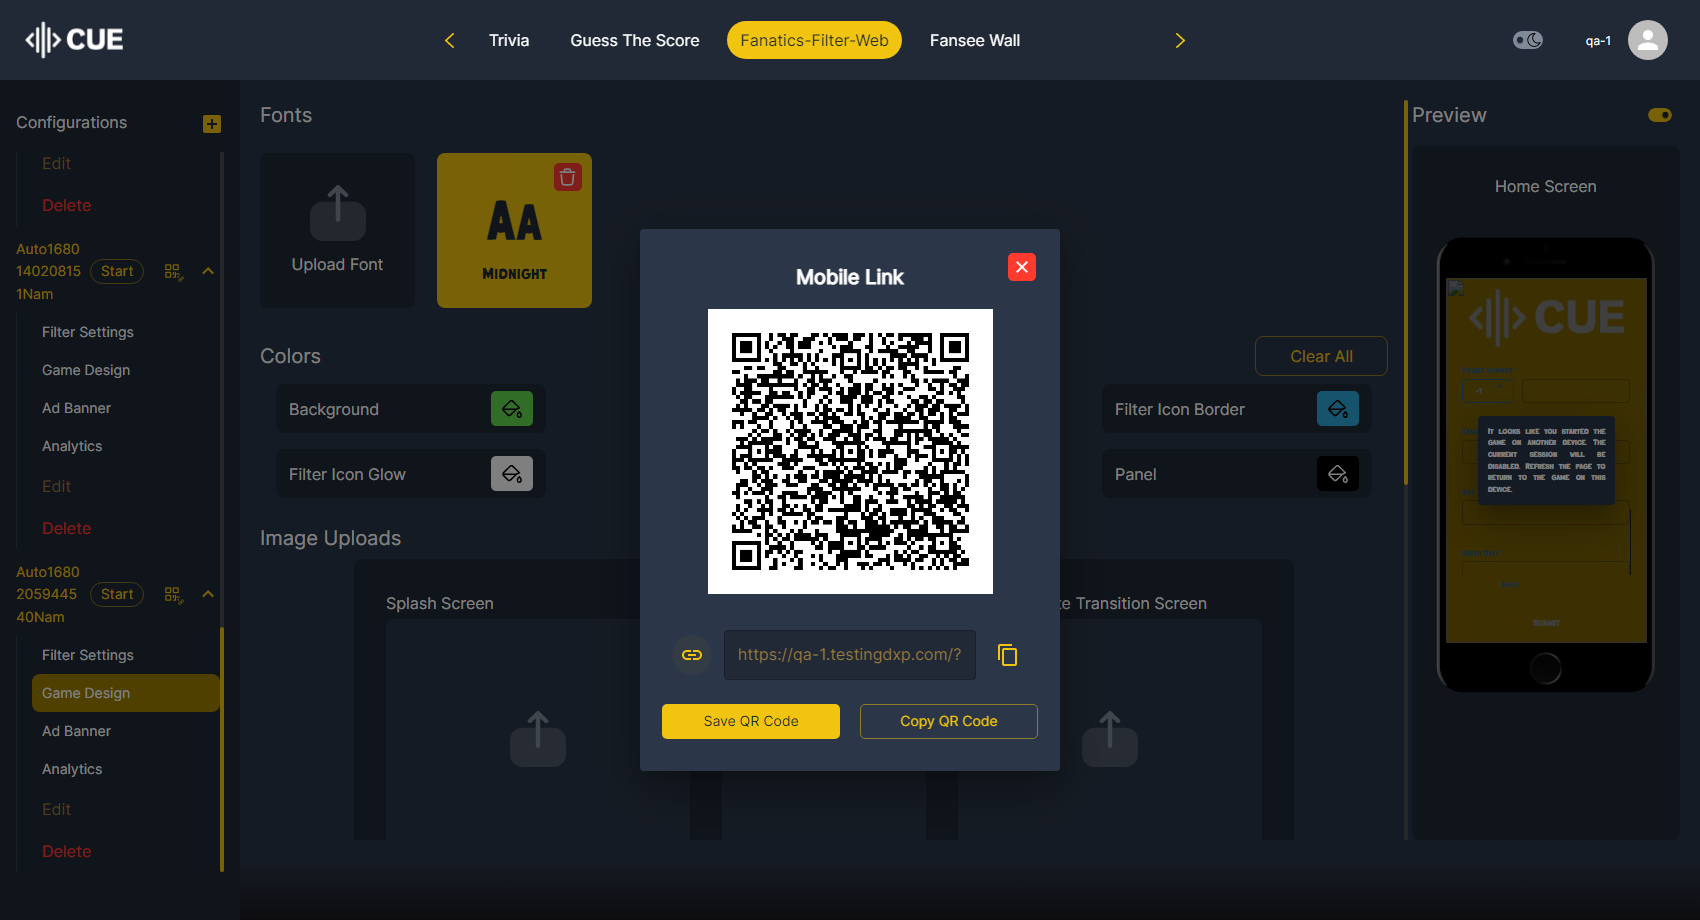 CUE
Trivia
Guess The Score
Fanatics-Filter-Web
Fansee Wall
qa-1
Configurations
Edit
Delete
Auto1680
14020815
1Nam
Start
Filter Settings
Game Design
Ad Banner
Analytics
Edit
Delete
Auto1680
2059445
40Nam
Start
Filter Settings
Game Design
Ad Banner
Analytics
Edit
Delete
Fonts
Upload Font
AA
MIDNIGHT
Colors
Clear All
Background
Filter Icon Border
Filter Icon Glow
Panel
Image Uploads
Splash Screen
Transition Screen
Mobile Link
https://qa-1.testingdxp.com/?
Save QR Code
Copy QR Code
Preview
Home Screen
CUE
IT LOOKS LIKE YOU STARTED THE
GAME ON ANOTHER DEVICE. THE
CURRENT SESSION WILL BE
DISABLED. REFRESH THE PAGE TO
RETURN TO THE GAME ON THIS
DEVICE.
SUBMIT